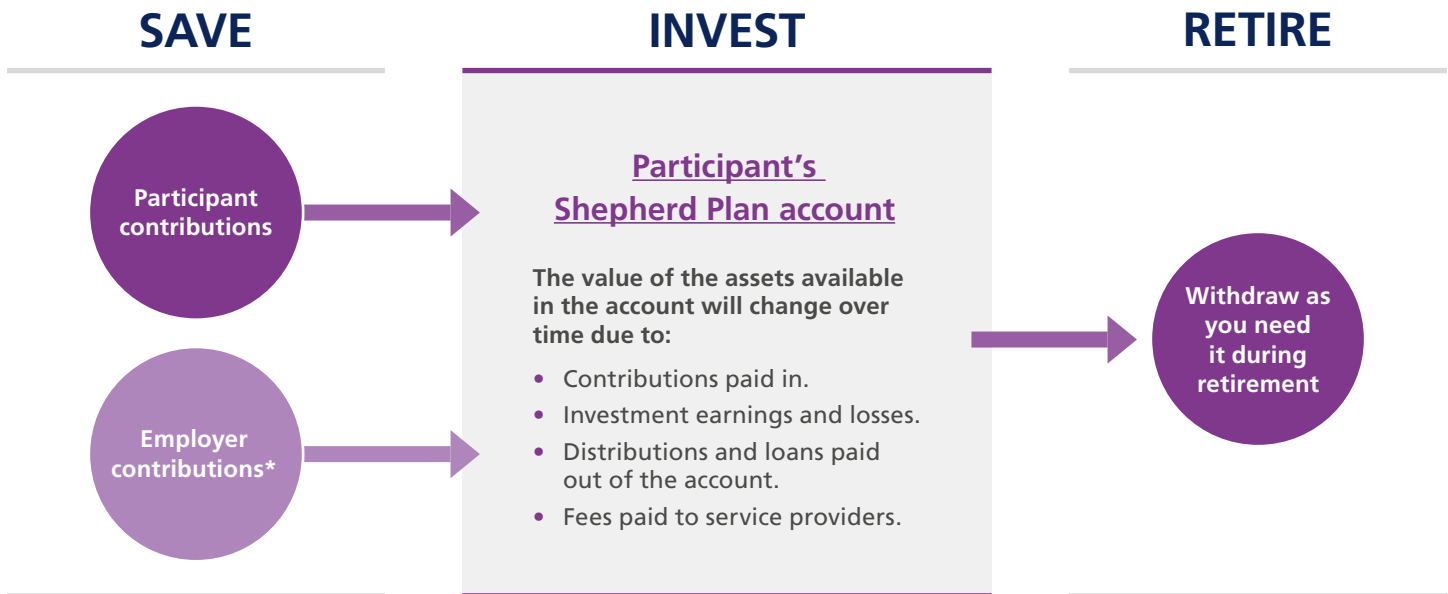 SAVE
INVEST
RETIRE
Participant
contributions
Employer
contributions*
Participant’s
Shepherd Plan account
The value of the assets available
in the account will change over
time due to:
• Contributions paid in.
• Investment earnings and losses.
• Distributions and loans paid
out of the account.
• Fees paid to service providers.
Withdraw as
you need
it during
retirement